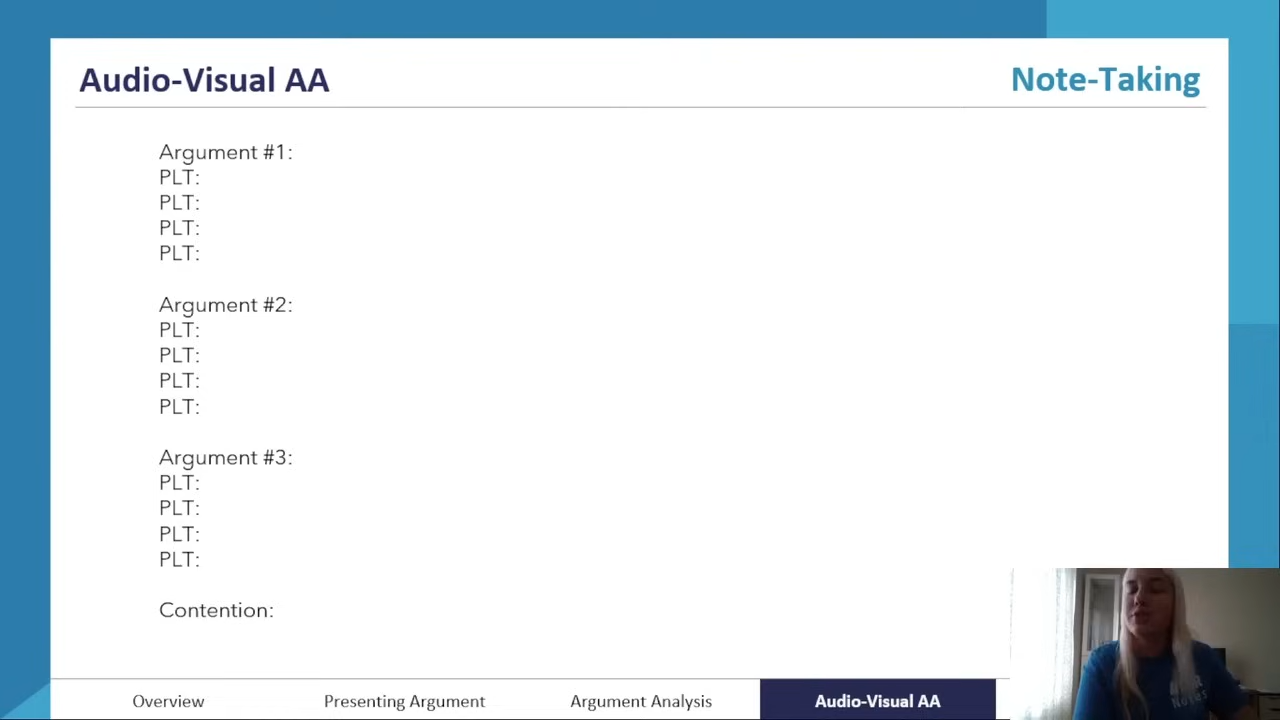 Audio-Visual AA
Note-Taking
Argument #1:
PLT:
PLT:
PLT:
PLT:
Argument #2:
PLT:
PLT:
PLT:
PLT:
Argument #3:
PLT:
PLT:
PLT:
PLT:
Contention:
Overview
Presenting Argument
Argument Analysis
Audio-Visual AA